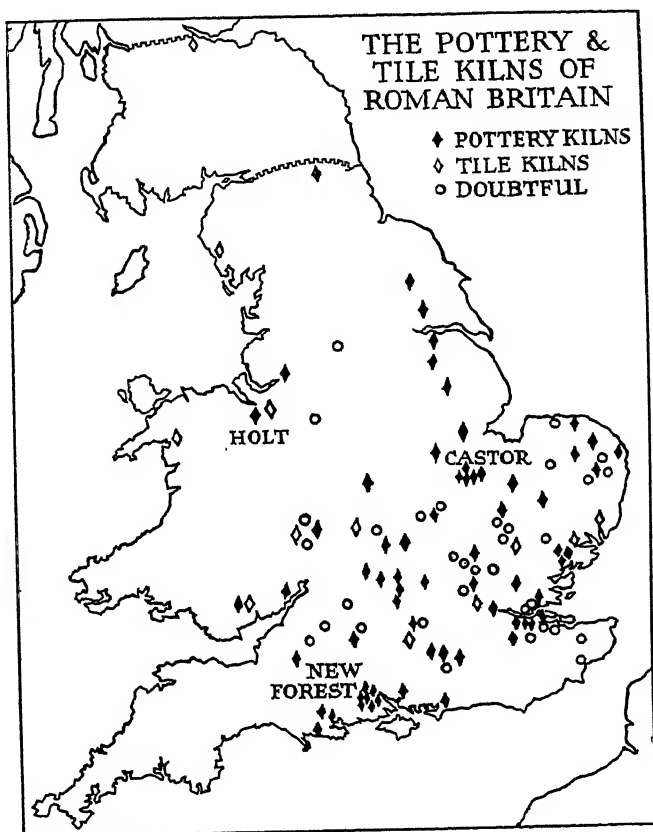 THE POTTERY &
TILE KILNS OF
ROMAN BRITAIN
POTTERY KILNS
TILE KILNS
DOUBTFUL
HOLT
CASTOR
NEW
FOREST